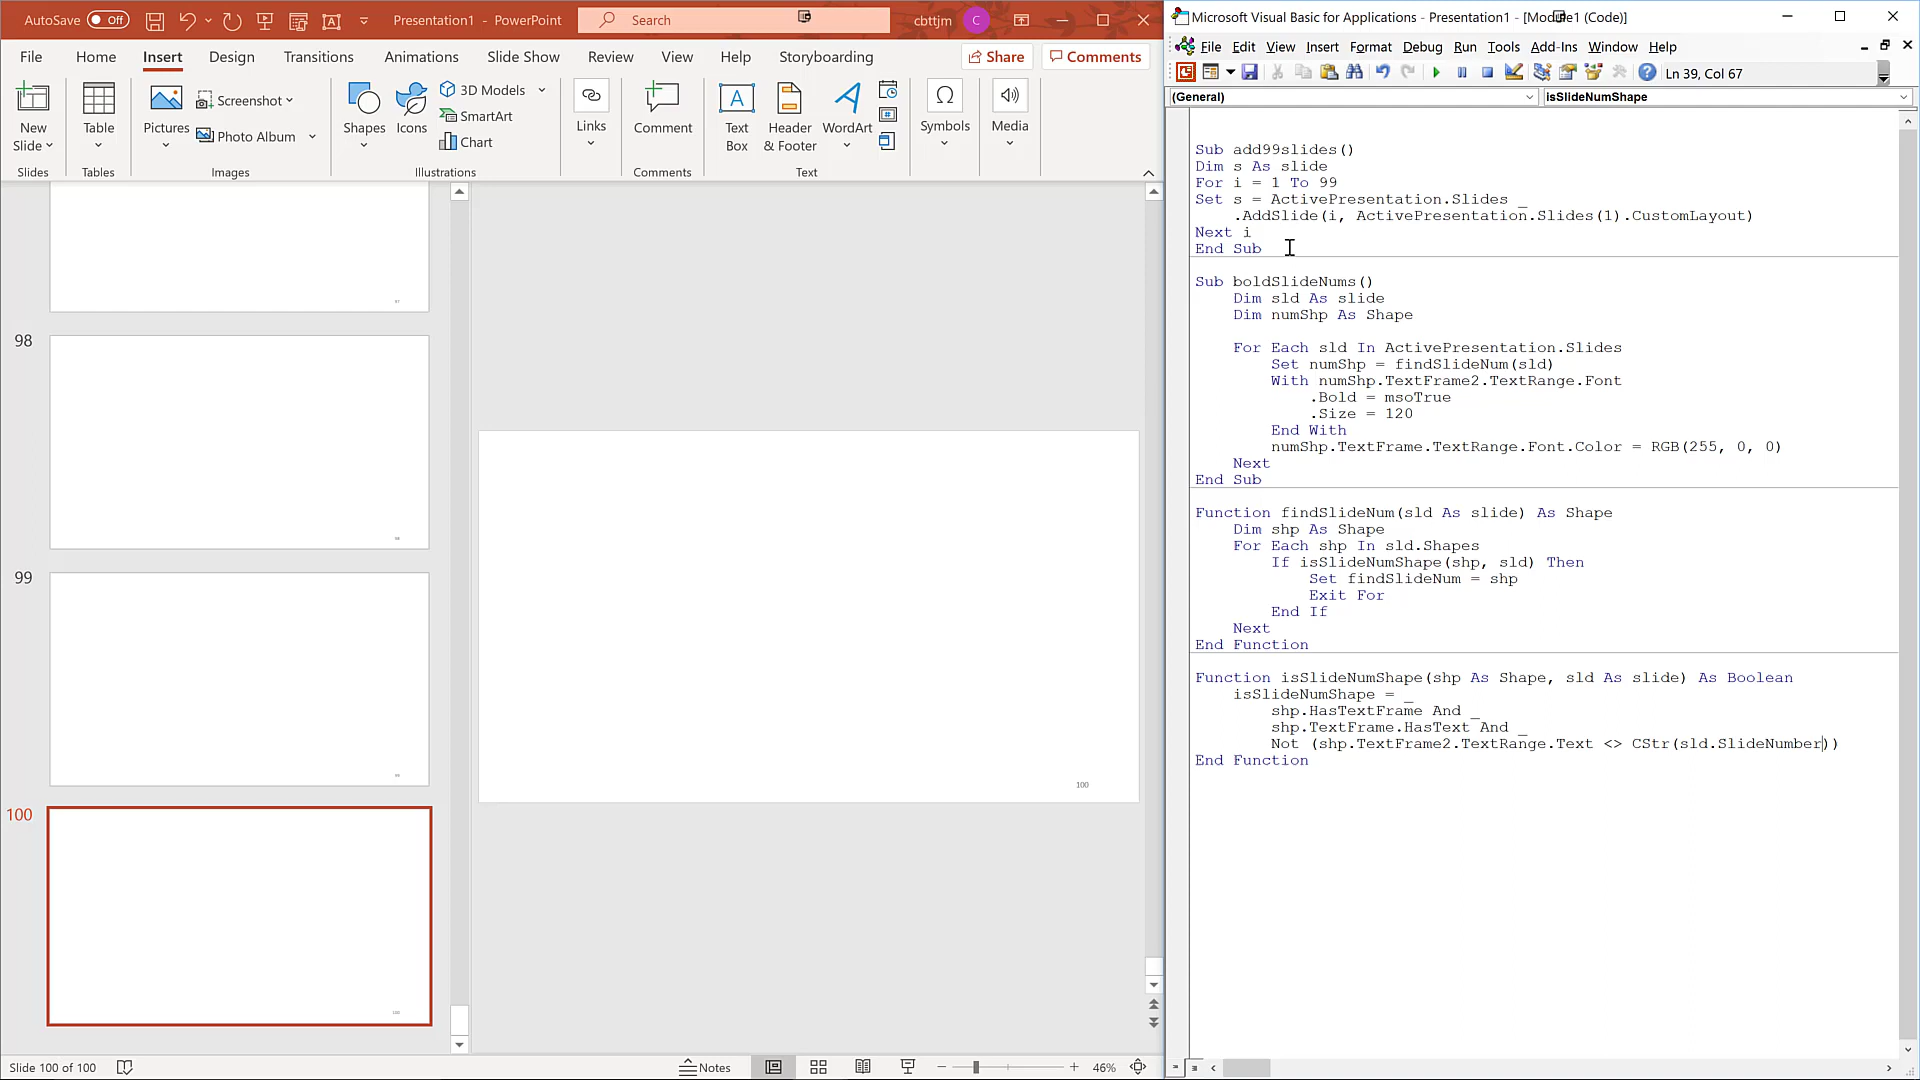 AutoSave Off Presentation1 - PowerPoint Search cbttjm C
File Home Insert Design Transitions Animations Slide Show Review View Help Storyboarding Share Comments
New Slide
Table
Pictures
Screenshot
Photo Album
Shapes
Icons
3D Models
SmartArt
Chart
Links
Comment
Text Box
Header & Footer
WordArt
Symbols
Media
Slides Tables Images Illustrations Comments Text
98
99
100
100
Slide 100 of 100 Notes 46%
Microsoft Visual Basic for Applications - Presentation1 - [Module1 (Code)]
File Edit View Insert Format Debug Run Tools Add-Ins Window Help
Ln 39, Col 67
(General) isSlideNumShape
Sub add99slides()
Dim s As slide
For i = 1 To 99
Set s = ActivePresentation.Slides _
.AddSlide(i, ActivePresentation.Slides(1).CustomLayout)
Next i
End Sub
Sub boldSlideNums()
Dim sld As slide
Dim numShp As Shape
For Each sld In ActivePresentation.Slides
Set numShp = findSlideNum(sld)
With numShp.TextFrame2.TextRange.Font
.Bold = msoTrue
.Size = 120
End With
numShp.TextFrame.TextRange.Font.Color = RGB(255, 0, 0)
Next
End Sub
Function findSlideNum(sld As slide) As Shape
Dim shp As Shape
For Each shp In sld.Shapes
If isSlideNumShape(shp, sld) Then
Set findSlideNum = shp
Exit For
End If
Next
End Function
Function isSlideNumShape(shp As Shape, sld As slide) As Boolean
isSlideNumShape = _
shp.HasTextFrame And _
shp.TextFrame.HasText And _
Not (shp.TextFrame2.TextRange.Text <> CStr(sld.SlideNumber))
End Function